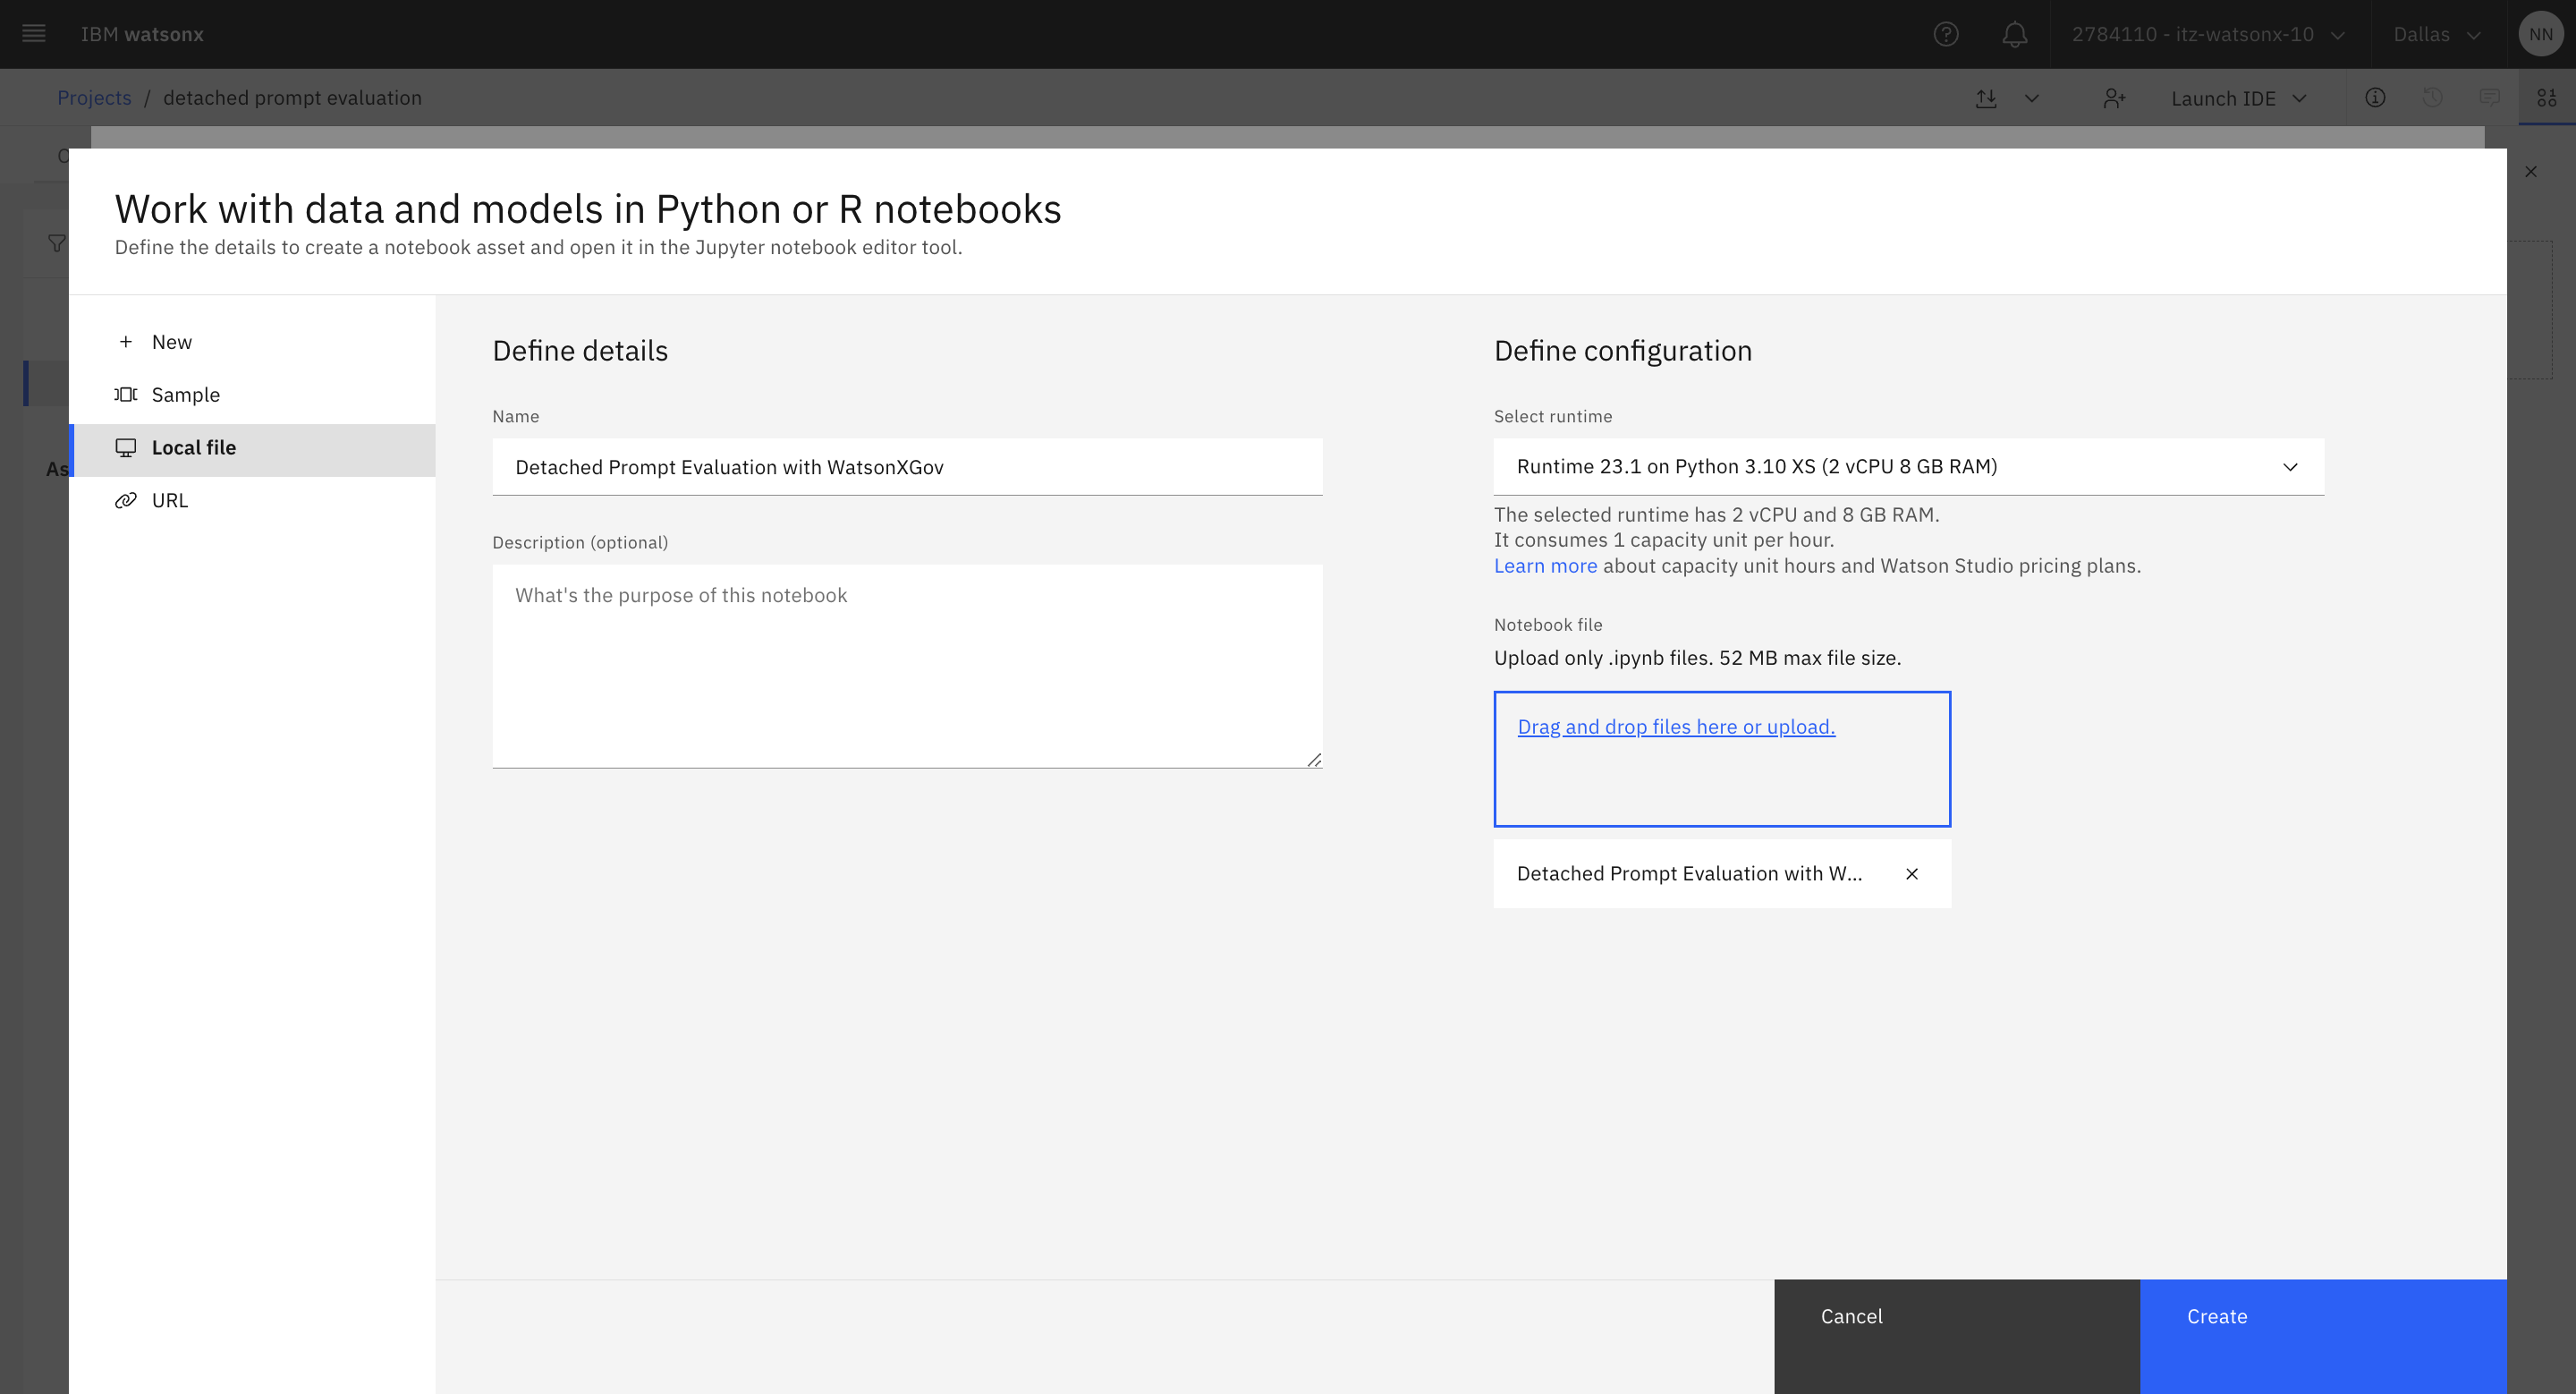 IBM watsonx
2784110 - itz-watsonx-10
Dallas
NN
Projects / detached prompt evaluation
Launch IDE
Work with data and models in Python or R notebooks
Define the details to create a notebook asset and open it in the Jupyter notebook editor tool.
New
Sample
Local file
URL
As
Define details
Name
Detached Prompt Evaluation with WatsonXGov
Description (optional)
What's the purpose of this notebook
Define configuration
Select runtime
Runtime 23.1 on Python 3.10 XS (2 vCPU 8 GB RAM)
The selected runtime has 2 vCPU and 8 GB RAM.
It consumes 1 capacity unit per hour.
Learn more about capacity unit hours and Watson Studio pricing plans.
Notebook file
Upload only .ipynb files. 52 MB max file size.
Drag and drop files here or upload.
Detached Prompt Evaluation with W...
Cancel
Create